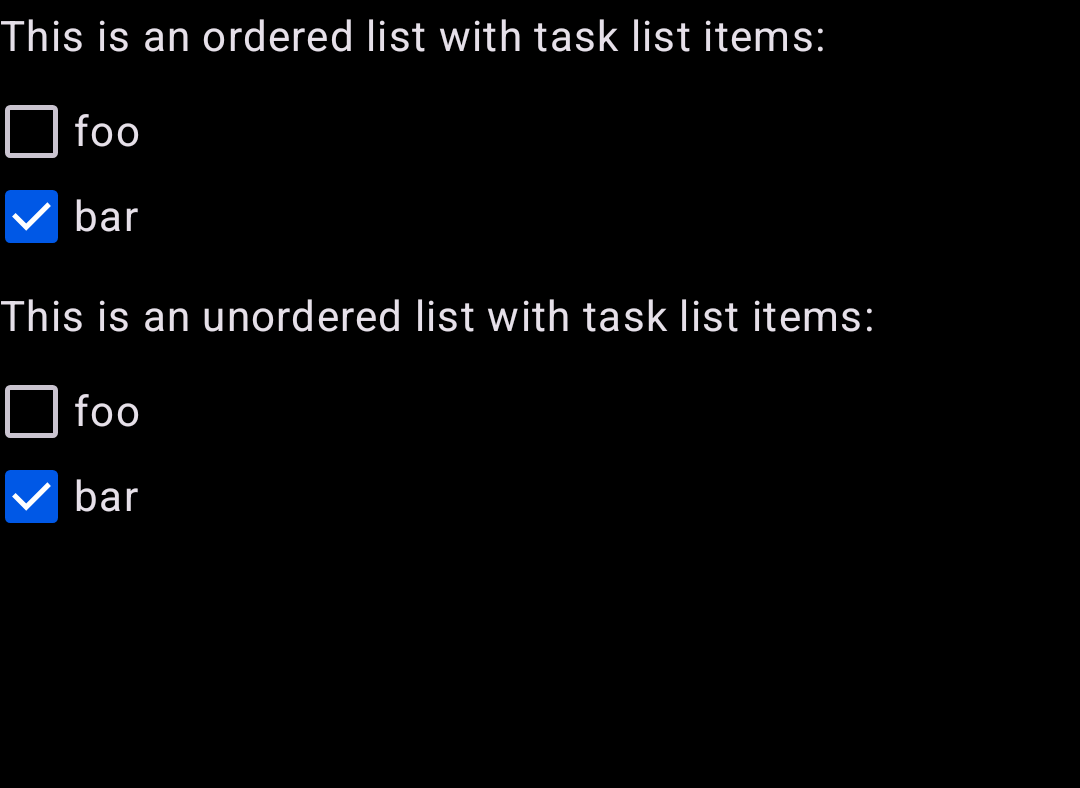 This is an ordered list with task list items:
foo
bar
This is an unordered list with task list items:
foo
bar